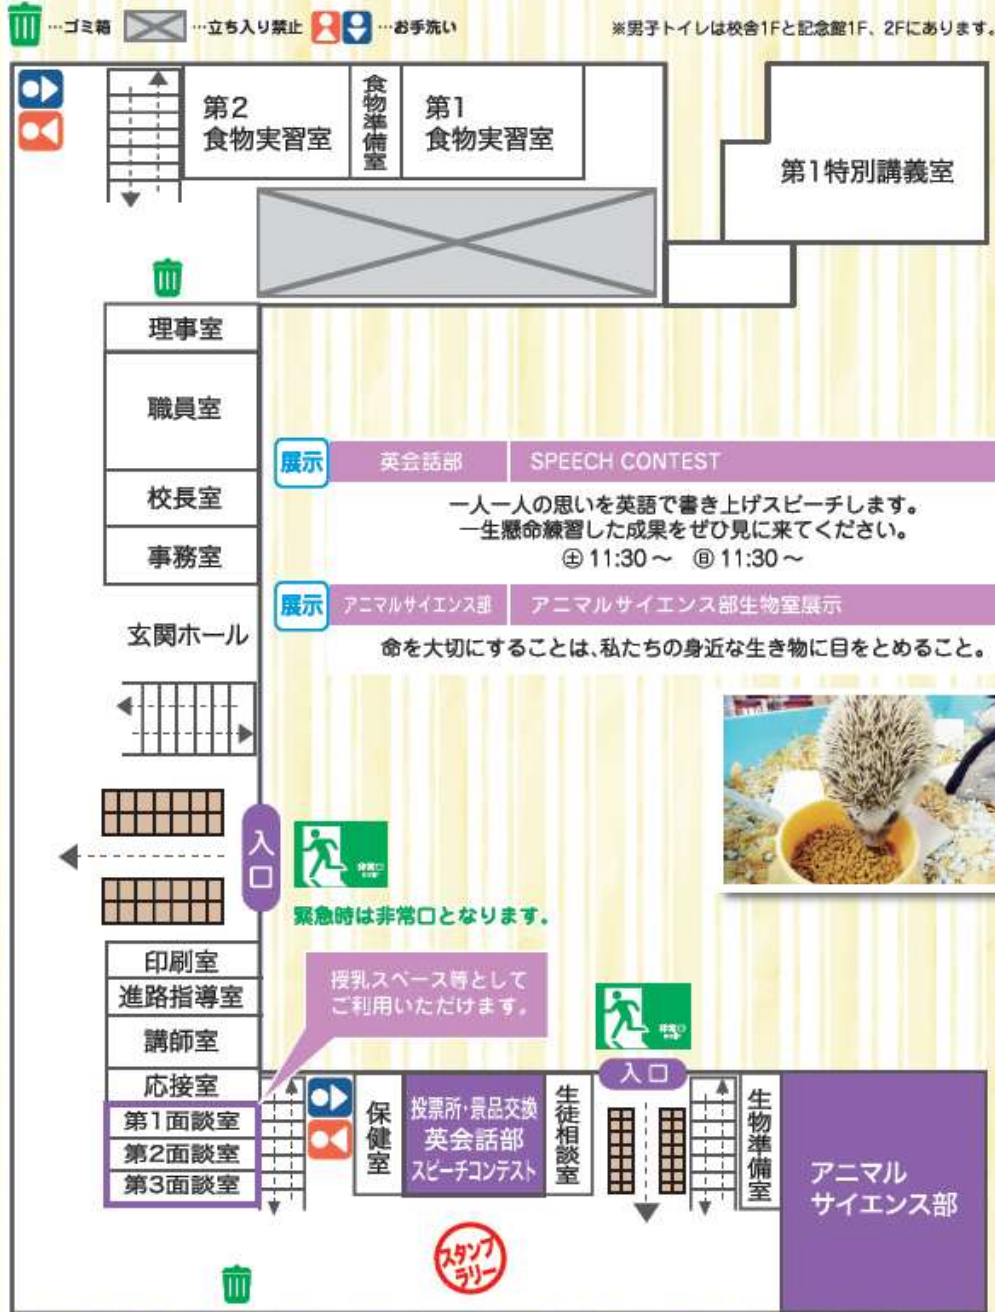 …ゴミ箱 …立ち入り禁止 …お手洗い
※男子トイレは校舎1Fと記念館1F、2Fにあります。
第2
食物実習室
食物準備室
第1
食物実習室
第1特別講義室
理事室
職員室
校長室
事務室
玄関ホール
展示 英会話部 SPEECH CONTEST
一人一人の思いを英語で書き上げスピーチします。
一生懸命練習した成果をぜひ見に来てください。
㊏ 11:30～ ㊐ 11:30～
展示 アニマルサイエンス部 アニマルサイエンス部生物室展示
命を大切にすることは、私たちの身近な生き物に目をとめること。
入口
非常口
緊急時は非常口となります。
印刷室
進路指導室
講師室
応接室
第1面談室
第2面談室
第3面談室
授乳スペース等として
ご利用いただけます。
非常口
入口
保健室
投票所・景品交換
英会話部
スピーチコンテスト
生徒相談室
生物準備室
アニマル
サイエンス部
スタンプ
ラリー